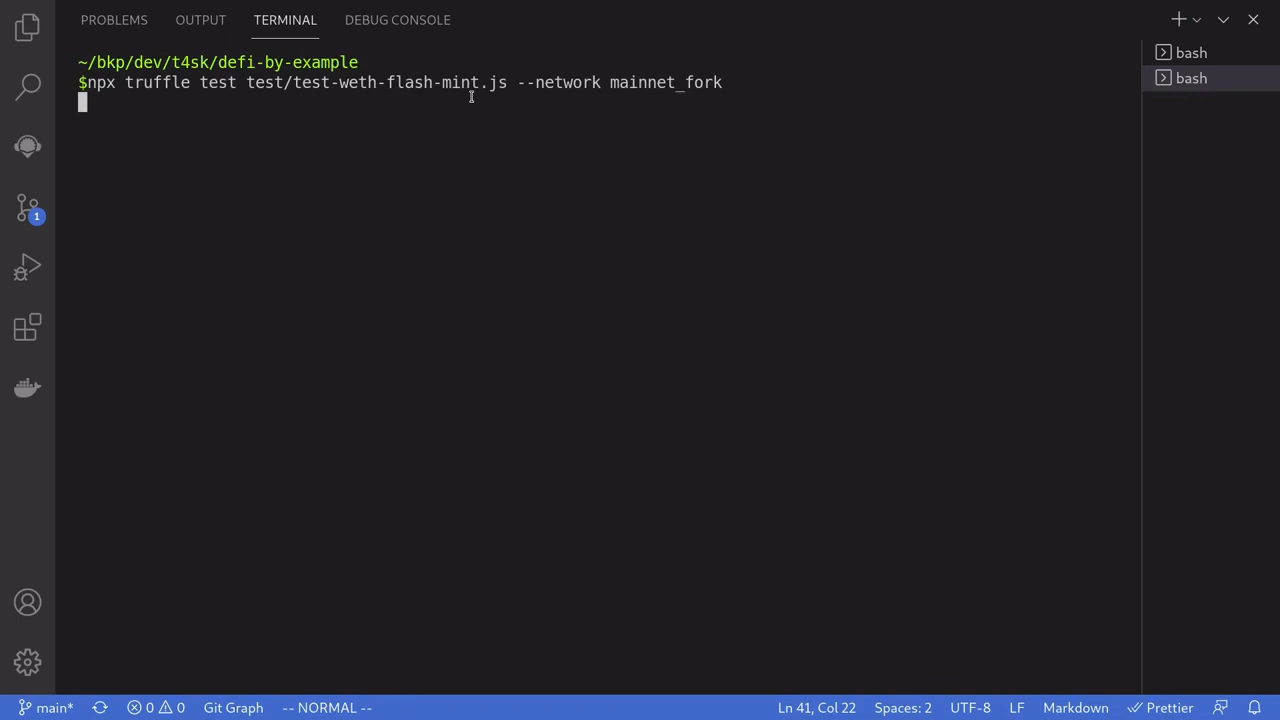 PROBLEMS OUTPUT TERMINAL DEBUG CONSOLE
~/bkp/dev/t4sk/defi-by-example
$npx truffle test test/test-weth-flash-mint.js --network mainnet_fork
bash
bash
1
main* 0 0 Git Graph -- NORMAL -- Ln 41, Col 22 Spaces: 2 UTF-8 LF Markdown Prettier